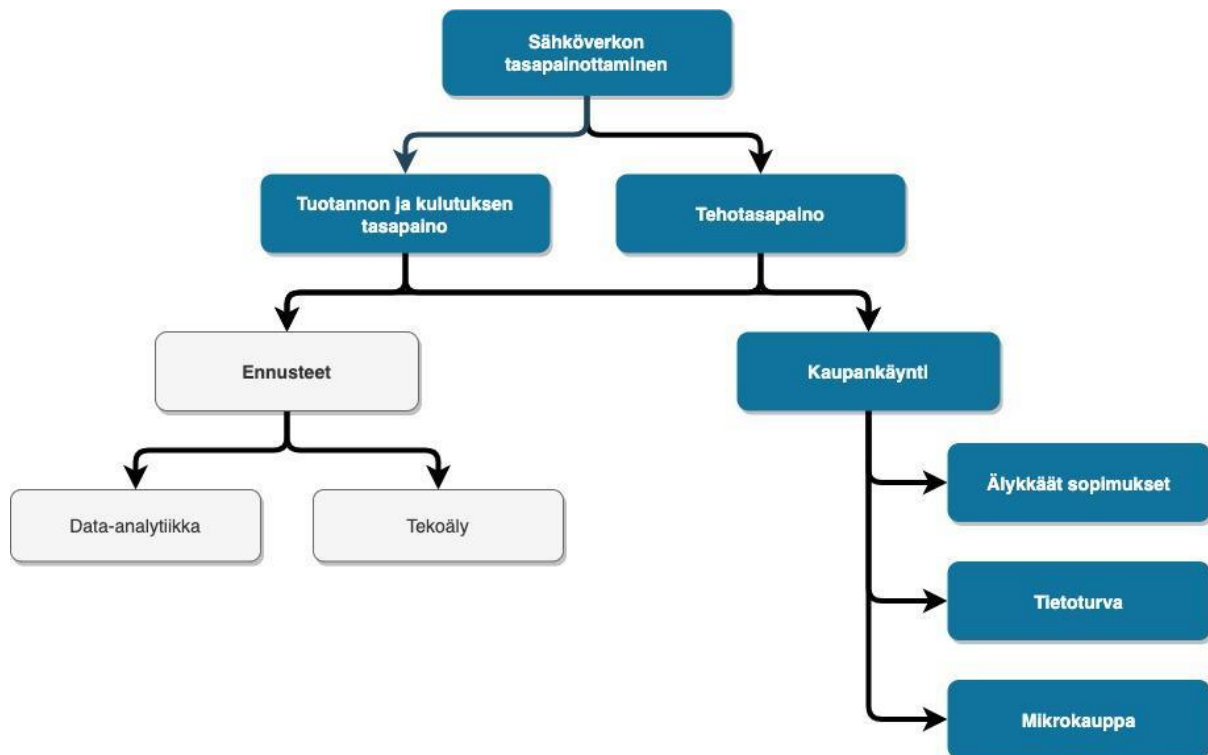 Sähköverkon
tasapainottaminen
Tuotannon ja kulutuksen
tasapaino
Tehotasapaino
Ennusteet
Kaupankäynti
Data-analytiikka
Tekoäly
Älykkäät sopimukset
Tietoturva
Mikrokauppa